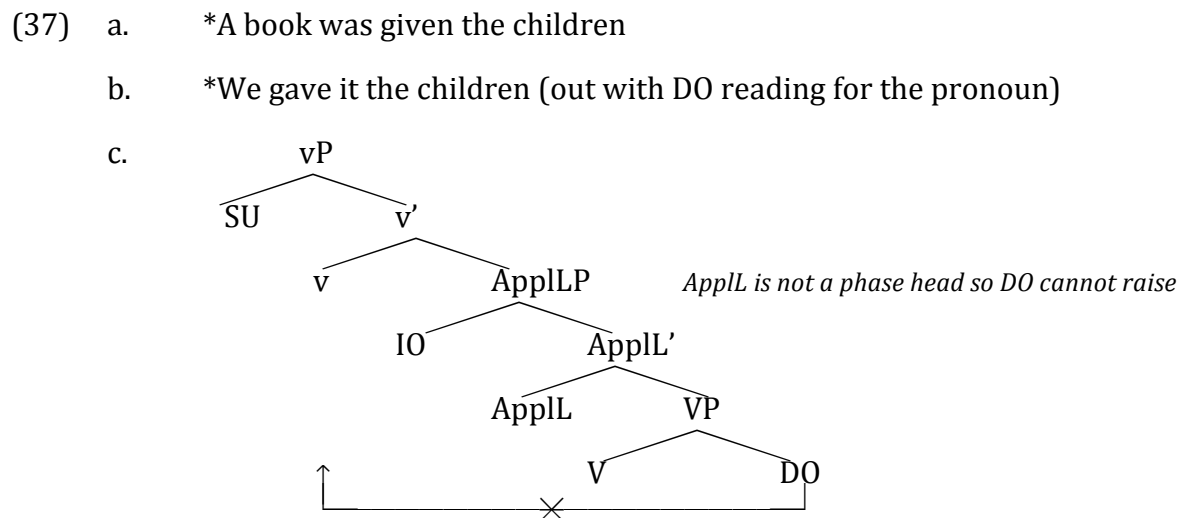 (37) a. *A book was given the children
b. *We gave it the children (out with DO reading for the pronoun)
c. vP
SU v’
v ApplLP ApplL is not a phase head so DO cannot raise
IO ApplL’
ApplL VP
V DO